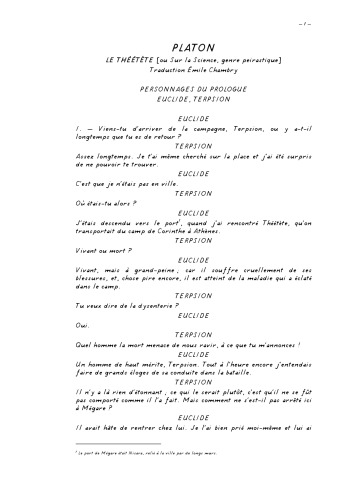 – 1 –
PLATON
LE THÉÉTÈTE [ou Sur la Science, genre peirastique]
Traduction Émile Chambry
PERSONNAGES DU PROLOGUE
EUCLIDE, TERPSION
EUCLIDE
I. — Viens-tu d'arriver de la campagne, Terpsion, ou y a-t-il
longtemps que tu es de retour ?
TERPSION
Assez longtemps. Je t'ai même cherché sur la place et j'ai été surpris
de ne pouvoir te trouver.
EUCLIDE
C'est que je n'étais pas en ville.
TERPSION
Où étais-tu alors ?
EUCLIDE
J'étais descendu vers le port¹, quand j'ai rencontré Théétète, qu'on
transportait du camp de Corinthe à Athènes.
TERPSION
Vivant ou mort ?
EUCLIDE
Vivant, mais à grand-peine ; car il souffre cruellement de ses
blessures, et, chose pire encore, il est atteint de la maladie qui a éclaté
dans le camp.
TERPSION
Tu veux dire de la dysenterie ?
EUCLIDE
Oui.
TERPSION
Quel homme la mort menace de nous ravir, à ce que tu m'annonces !
EUCLIDE
Un homme de haut mérite, Terpsion. Tout à l'heure encore j'entendais
faire de grands éloges de sa conduite dans la bataille.
TERPSION
Il n'y a là rien d'étonnant ; ce qui le serait plutôt, c'est qu'il ne se fût
pas comporté comme il l'a fait. Mais comment ne s'est-il pas arrêté ici
à Mégare ?
EUCLIDE
Il avait hâte de rentrer chez lui. Je l'ai bien prié moi-même et lui ai
¹ Le port de Mégare était Nisaea, relié à la ville par de longs murs.